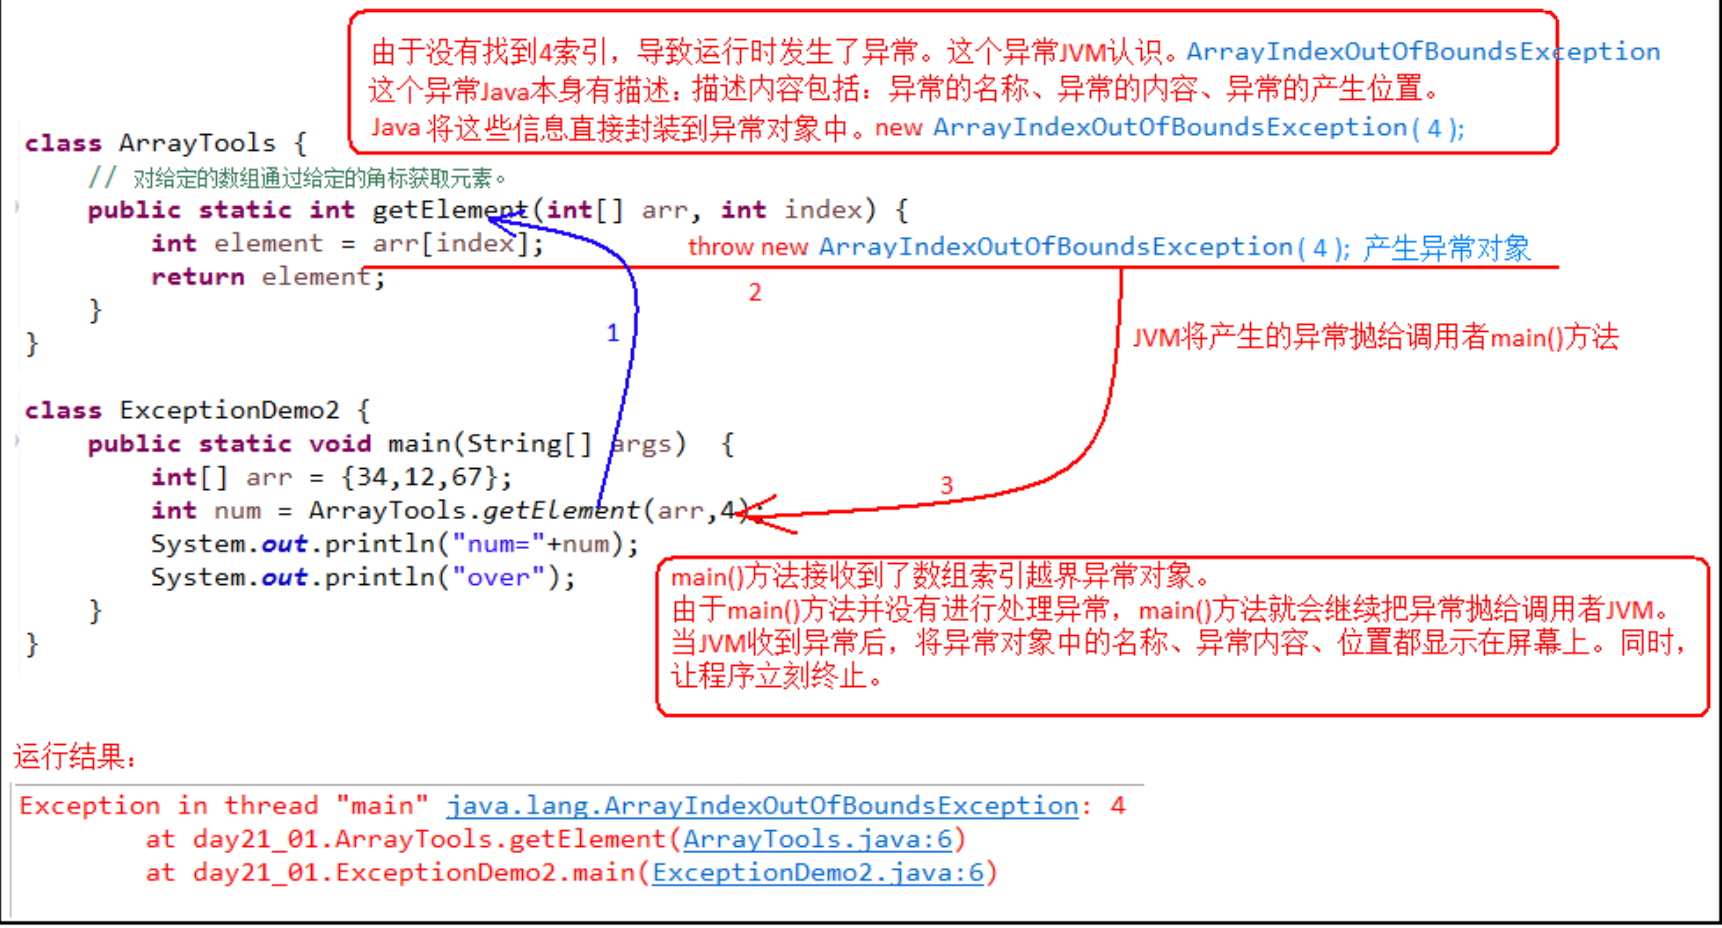 由于没有找到4索引，导致运行时发生了异常。这个异常JVM认识。ArrayIndexOutOfBoundsException
这个异常Java本身有描述：描述内容包括：异常的名称、异常的内容、异常的产生位置。
Java 将这些信息直接封装到异常对象中。new ArrayIndexOutOfBoundsException( 4 );
class ArrayTools {
// 对给定的数组通过给定的角标获取元素。
public static int getElement(int[] arr, int index) {
int element = arr[index];
throw new ArrayIndexOutOfBoundsException( 4 ); 产生异常对象
return element;
2
}
1
JVM将产生的异常抛给调用者main()方法
}
class ExceptionDemo2 {
public static void main(String[] args) {
int[] arr = {34,12,67};
3
int num = ArrayTools.getElement(arr,4);
System.out.println("num="+num);
System.out.println("over");
}
}
main()方法接收到了数组索引越界异常对象。
由于main()方法并没有进行处理异常，main()方法就会继续把异常抛给调用者JVM。
当JVM收到异常后，将异常对象中的名称、异常内容、位置都显示在屏幕上。同时，
让程序立刻终止。
运行结果：
Exception in thread "main" java.lang.ArrayIndexOutOfBoundsException: 4
at day21_01.ArrayTools.getElement(ArrayTools.java:6)
at day21_01.ExceptionDemo2.main(ExceptionDemo2.java:6)